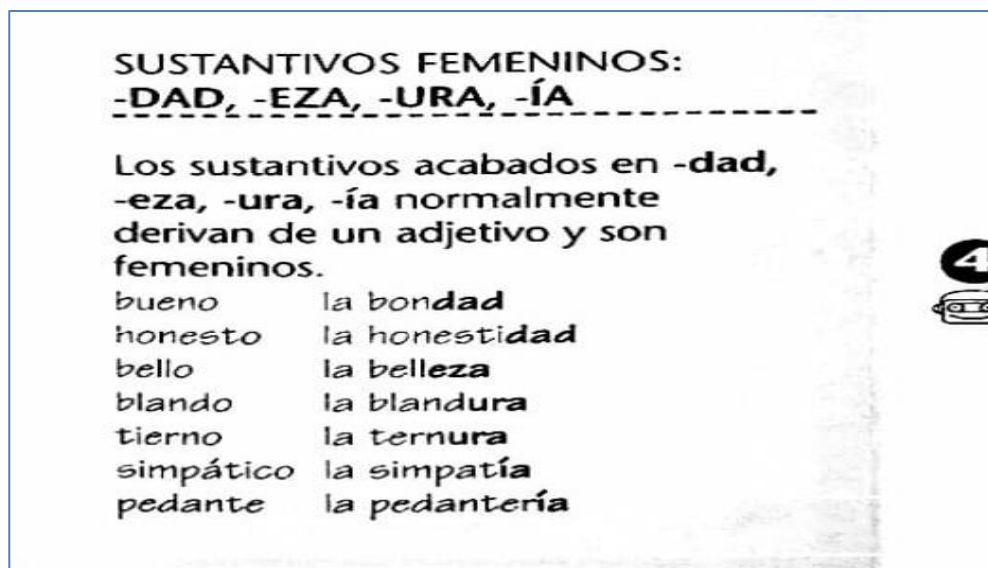 SUSTANTIVOS FEMENINOS:
-DAD, -EZA, -URA, -ÍA
Los sustantivos acabados en -dad,
-eza, -ura, -ía normalmente
derivan de un adjetivo y son
femeninos.
bueno la bondad
honesto la honestidad
bello la belleza
blando la blandura
tierno la ternura
simpático la simpatía
pedante la pedantería
4